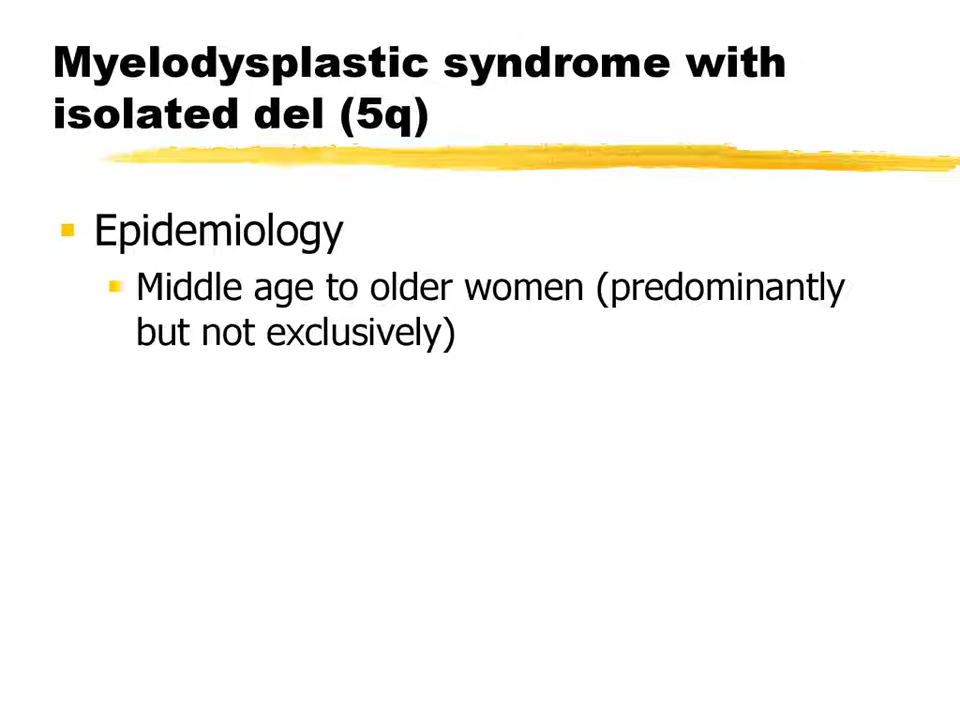 Myelodysplastic syndrome with
isolated del (5q)
Epidemiology
Middle age to older women (predominantly
but not exclusively)